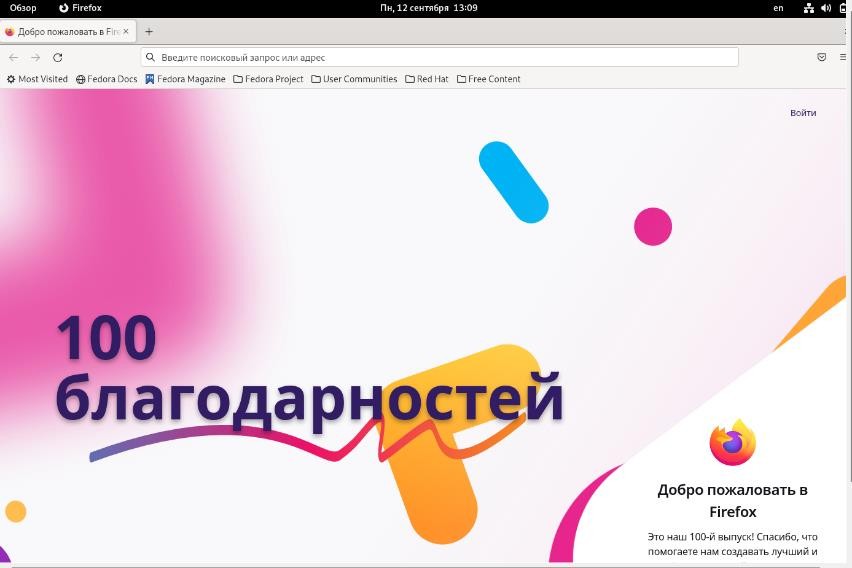 Обзор Firefox Пн, 12 сентября 13:09 en
Добро пожаловать в Fire
Введите поисковый запрос или адрес
Most Visited Fedora Docs Fedora Magazine Fedora Project User Communities Red Hat Free Content
Войти
100
благодарностей
Добро пожаловать в
Firefox
Это наш 100-й выпуск! Спасибо, что
помогаете нам создавать лучший и